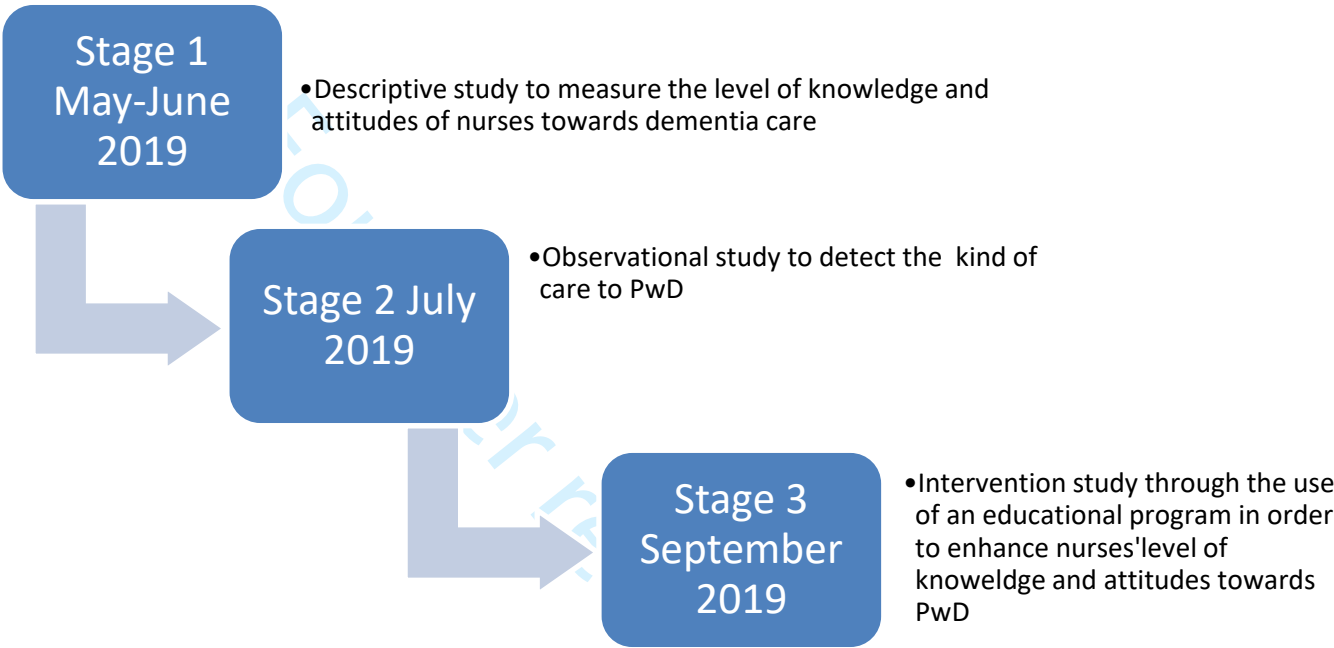 Stage 1
May-June
2019
•Descriptive study to measure the level of knowledge and
attitudes of nurses towards dementia care
Stage 2 July
2019
•Observational study to detect the  kind of
care to PwD
Stage 3
September
2019
•Intervention study through the use
of an educational program in order
to enhance nurses'level of
knoweldge and attitudes towards
PwD